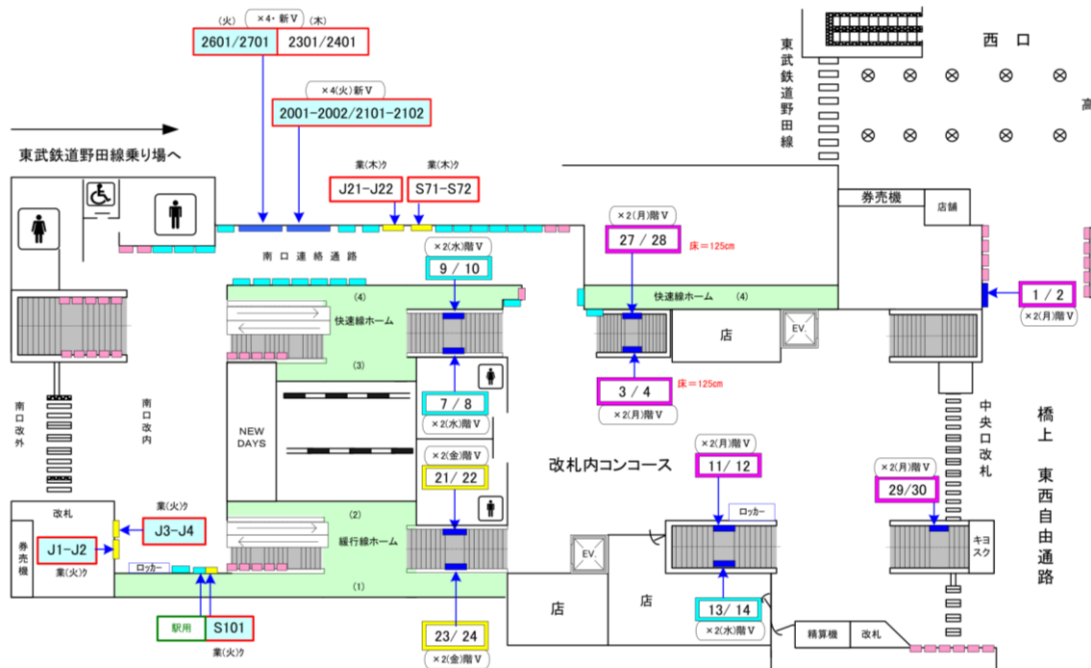 (火)
×4・新V
(木)
2601/2701
2301/2401
西 口
東武鉄道野田線
高
×4(火)新V
2001-2002/2101-2102
東武鉄道野田線乗り場へ
業(木)ク
業(木)ク
J21-J22
S71-S72
券売機
店舗
×2(月)階V
27 / 28
床=125cm
南口連絡通路
×2(水)階V
9 / 10
(4)
快速線ホーム
快速線ホーム
(4)
1 / 2
×2(月)階V
店
EV.
(3)
3 / 4
床=125cm
×2(月)階V
7 / 8
×2(水)階V
南口改外
南口改内
NEW
DAYS
中央口改札
橋上 東西自由通路
×2(金)階V
21/ 22
改札内コンコース
×2(月)階V
11/ 12
×2(月)階V
29/30
改札
業(火)ク
J3-J4
(2)
緩行線ホーム
ロッカー
券売機
J1-J2
業(火)ク
EV.
キヨスク
ロッカー
(1)
店
店
13/ 14
×2(水)階V
駅用
S101
業(火)ク
23/ 24
×2(金)階V
精算機
改札